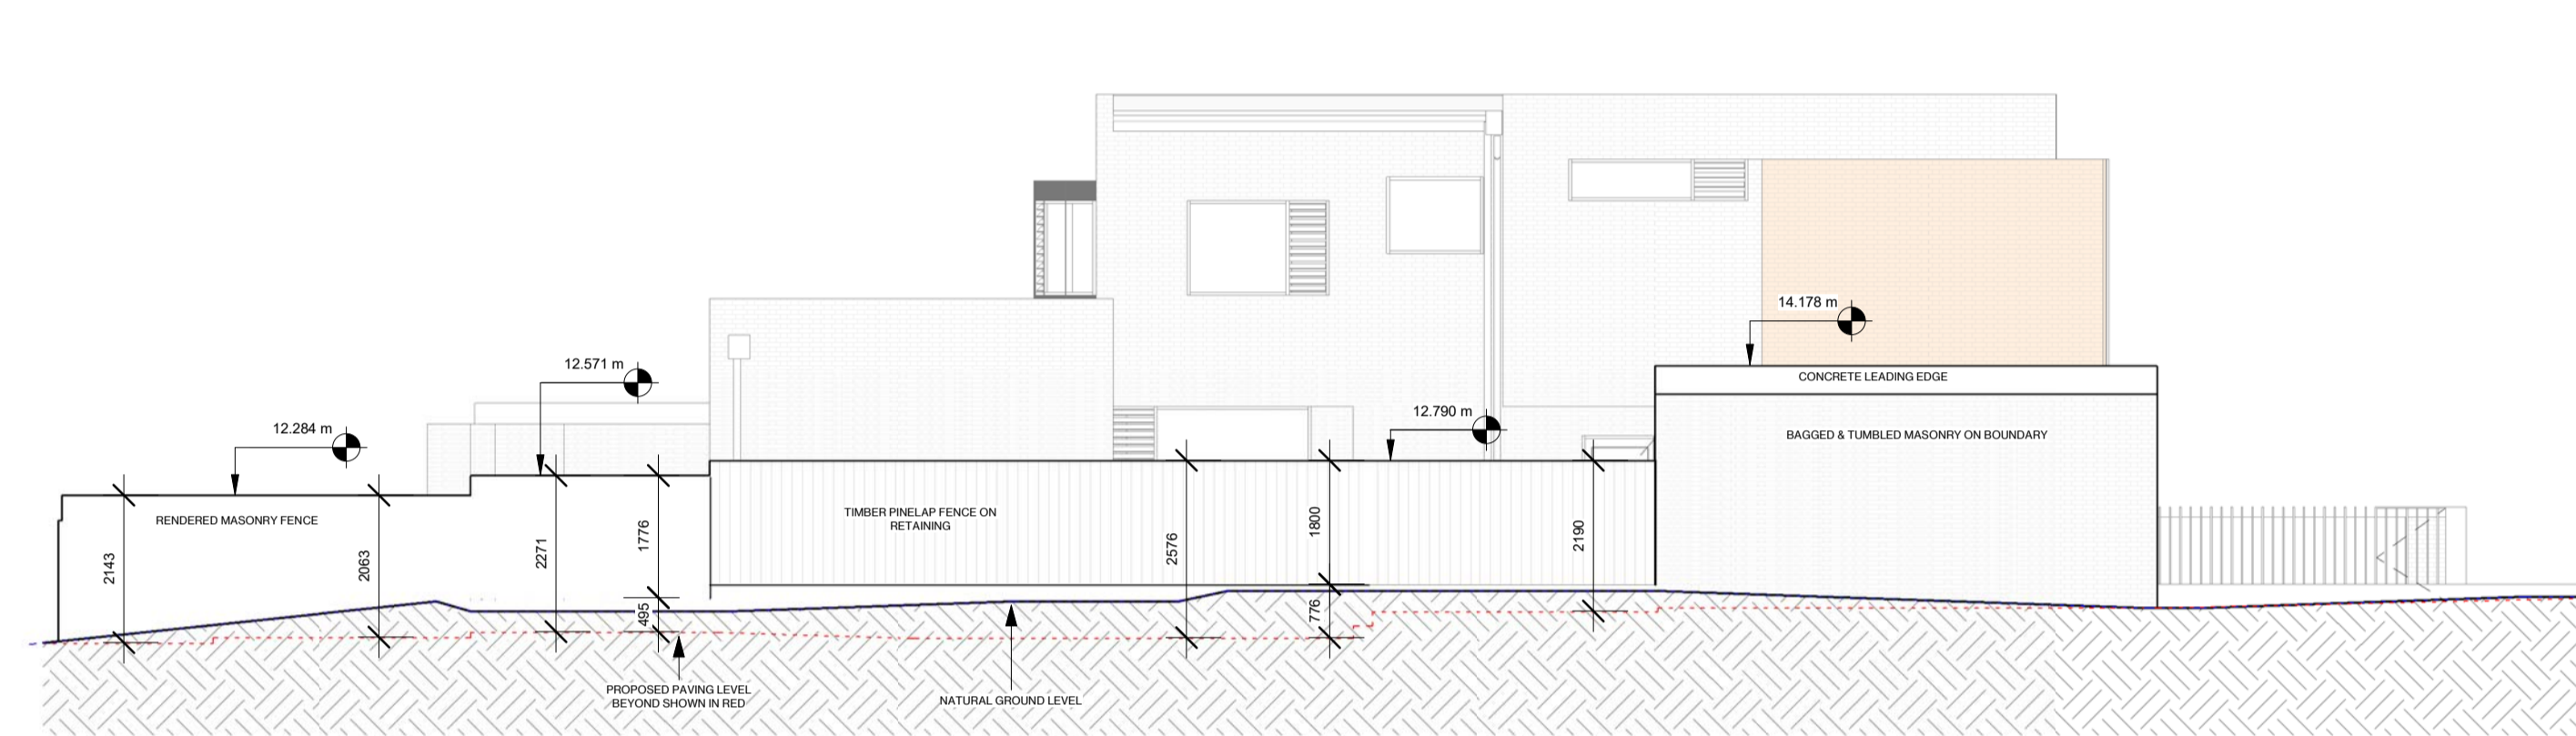 14.178 m
12.571 m
CONCRETE LEADING EDGE
12.790 m
12.284 m
BAGGED & TUMBLED MASONRY ON BOUNDARY
RENDERED MASONRY FENCE
TIMBER PINELAP FENCE ON
RETAINING
2143
2063
2271
1776
495
2576
1800
776
2190
PROPOSED PAVING LEVEL
BEYOND SHOWN IN RED
NATURAL GROUND LEVEL